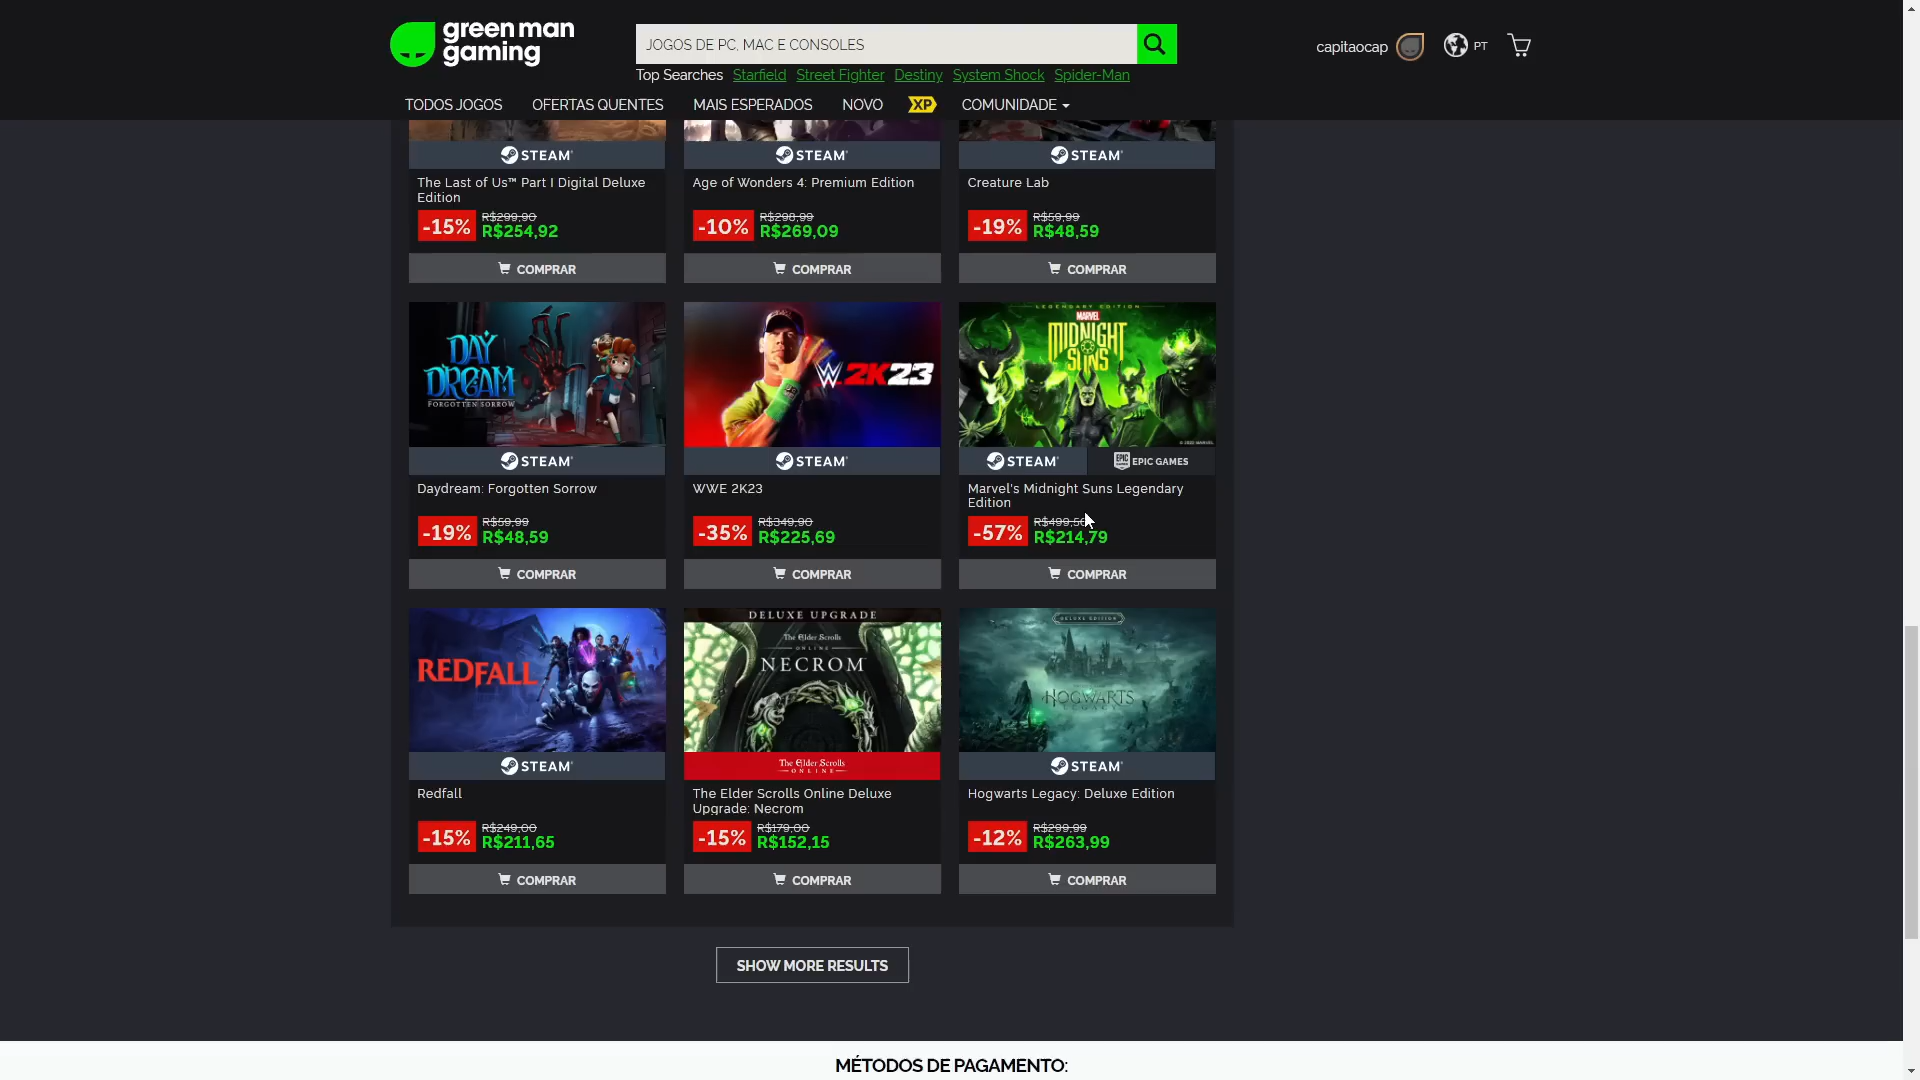 green man gaming
JOGOS DE PC, MAC E CONSOLES
capitaocap
PT
Top Searches Starfield Street Fighter Destiny System Shock Spider-Man
TODOS JOGOS OFERTAS QUENTES MAIS ESPERADOS NOVO XP COMUNIDADE
STEAM STEAM STEAM
The Last of Us™ Part I Digital Deluxe Edition
-15% R$299,90 R$254,92
COMPRAR
Age of Wonders 4: Premium Edition
-10% R$298,99 R$269,09
COMPRAR
Creature Lab
-19% R$59,99 R$48,59
COMPRAR
DAY DREAM
FORGOTTEN SORROW
STEAM
Daydream: Forgotten Sorrow
-19% R$59,99 R$48,59
COMPRAR
W 2K23
STEAM
WWE 2K23
-35% R$349,90 R$225,69
COMPRAR
LEGENDARY EDITION
MARVEL
MIDNIGHT SUNS
STEAM EPIC GAMES
Marvel's Midnight Suns Legendary Edition
-57% R$214,79
COMPRAR
REDFALL
STEAM
Redfall
-15% R$249,00 R$211,65
COMPRAR
DELUXE UPGRADE
The Elder Scrolls
ONLINE
NECROM
The Elder Scrolls
ONLINE
The Elder Scrolls Online Deluxe Upgrade: Necrom
-15% R$179,00 R$152,15
COMPRAR
DELUXE EDITION
HOGWARTS
LEGACY
STEAM
Hogwarts Legacy: Deluxe Edition
-12% R$299,99 R$263,99
COMPRAR
SHOW MORE RESULTS
MÉTODOS DE PAGAMENTO: